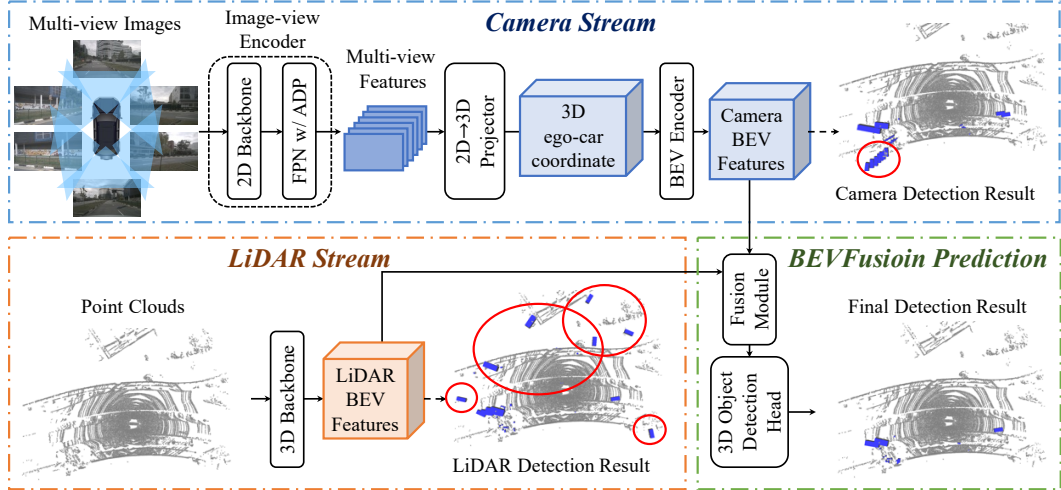 Camera Stream
Multi-view Images
Image-view
Encoder
2D Backbone
FPN w/ ADP
Multi-view
Features
2D→3D
Projector
3D
ego-car
coordinate
BEV Encoder
Camera
BEV
Features
Camera Detection Result
LiDAR Stream
Point Clouds
3D Backbone
LiDAR
BEV
Features
LiDAR Detection Result
BEVFusioin Prediction
Fusion
Module
3D Object
Detection
Head
Final Detection Result